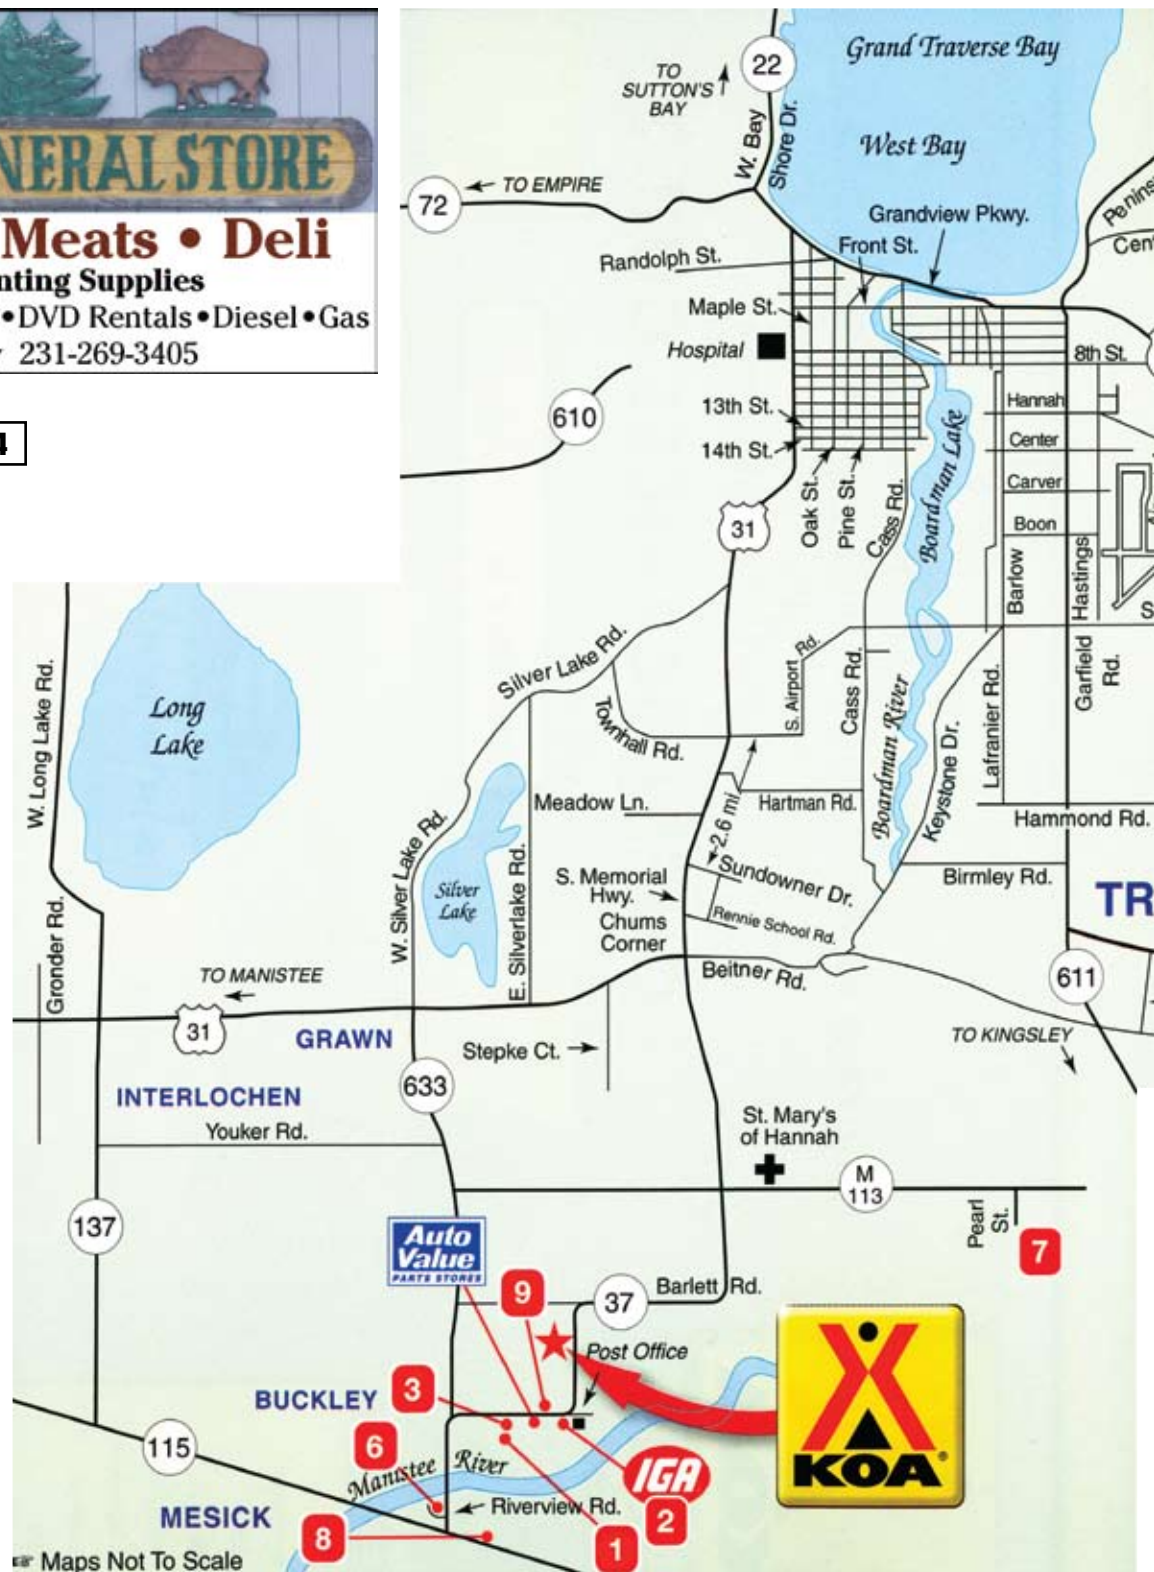 NERAL STORE
Meats • Deli
nting Supplies
•DVD Rentals•Diesel•Gas
231-269-3405
4
Grand Traverse Bay
West Bay
22
TO
SUTTON'S
BAY
W. Bay
Shore Dr.
72
TO EMPIRE
Grandview Pkwy.
Front St.
Randolph St.
Maple St.
Hospital
Penins
Cent
8th St.
610
13th St.
14th St.
Hannah
Center
Carver
Boon
Oak St.
Pine St.
Cass Rd.
Boardman Lake
31
Barlow
Hastings
S
Silver Lake Rd.
Townhall Rd.
S. Airport
Rd.
Cass Rd.
Boardman River
Keystone Dr.
Lafranier Rd.
Garfield
Rd.
W. Long Lake Rd.
Long
Lake
Meadow Ln.
2.6 mi.
Hartman Rd.
Hammond Rd.
W. Silver Lake Rd.
Silver
Lake
E. Silverlake Rd.
S. Memorial
Hwy.
Chums
Corner
Sundowner Dr.
Rennie School Rd.
Birmley Rd.
TR
Gronder Rd.
TO MANISTEE
31
Beitner Rd.
611
GRAWN
Stepke Ct.
TO KINGSLEY
INTERLOCHEN
633
Youker Rd.
St. Mary's
of Hannah
M
113
Pearl
St.
7
137
Auto
Value
PARTS STORES
9
37
Barlett Rd.
Post Office
BUCKLEY
3
KOA®
115
6
Manistee River
IGA
2
MESICK
Riverview Rd.
8
1
Maps Not To Scale